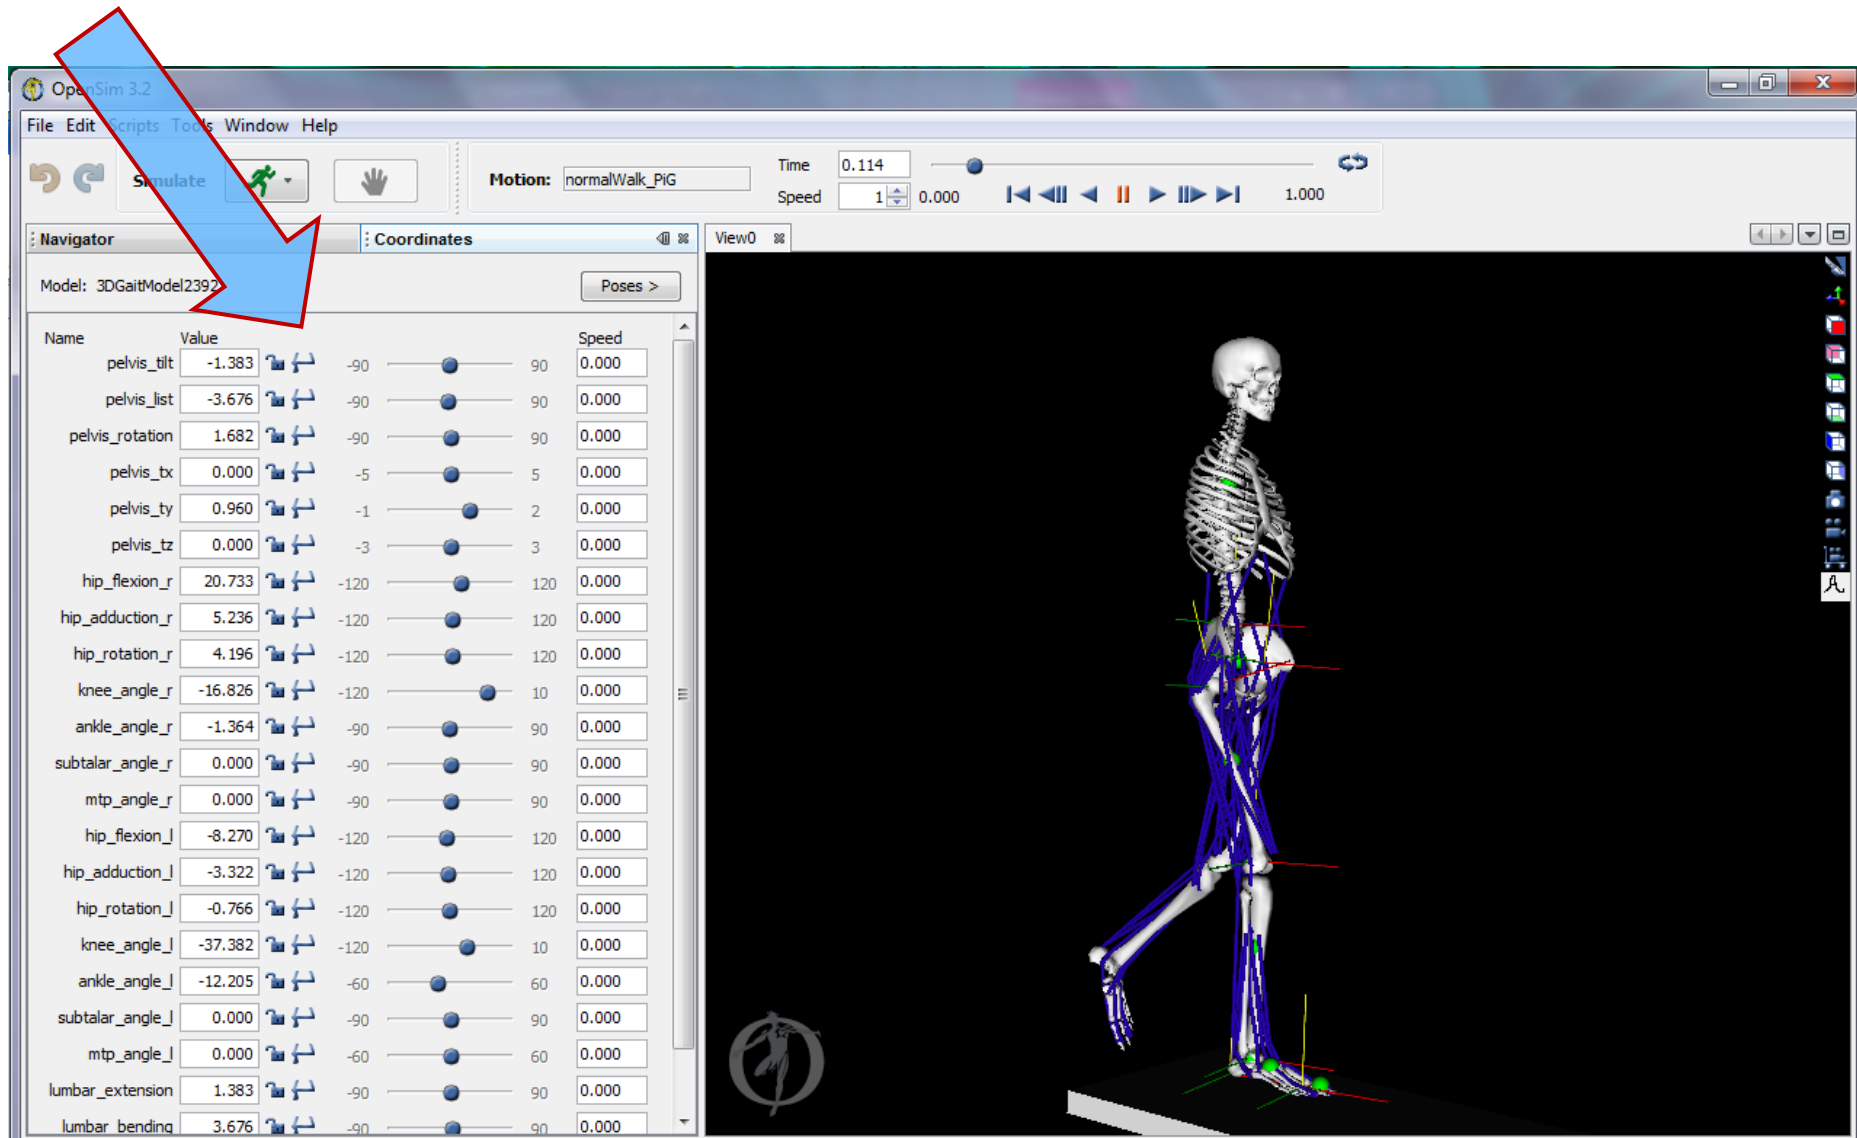 OpenSim 3.2
File Edit Scripts Tools Window Help
Simulate
Motion: normalWalk_PiG
Time 0.114
Speed 1 0.000 1.000
Navigator
Coordinates
View0
Model: 3DGaitModel2392
Poses >
Name Value Speed
pelvis_tilt -1.383 -90 90 0.000
pelvis_list -3.676 -90 90 0.000
pelvis_rotation 1.682 -90 90 0.000
pelvis_tx 0.000 -5 5 0.000
pelvis_ty 0.960 -1 2 0.000
pelvis_tz 0.000 -3 3 0.000
hip_flexion_r 20.733 -120 120 0.000
hip_adduction_r 5.236 -120 120 0.000
hip_rotation_r 4.196 -120 120 0.000
knee_angle_r -16.826 -120 10 0.000
ankle_angle_r -1.364 -90 90 0.000
subtalar_angle_r 0.000 -90 90 0.000
mtp_angle_r 0.000 -90 90 0.000
hip_flexion_l -8.270 -120 120 0.000
hip_adduction_l -3.322 -120 120 0.000
hip_rotation_l -0.766 -120 120 0.000
knee_angle_l -37.382 -120 10 0.000
ankle_angle_l -12.205 -60 60 0.000
subtalar_angle_l 0.000 -90 90 0.000
mtp_angle_l 0.000 -60 60 0.000
lumbar_extension 1.383 -90 90 0.000
lumbar_bending 3.676 -90 90 0.000